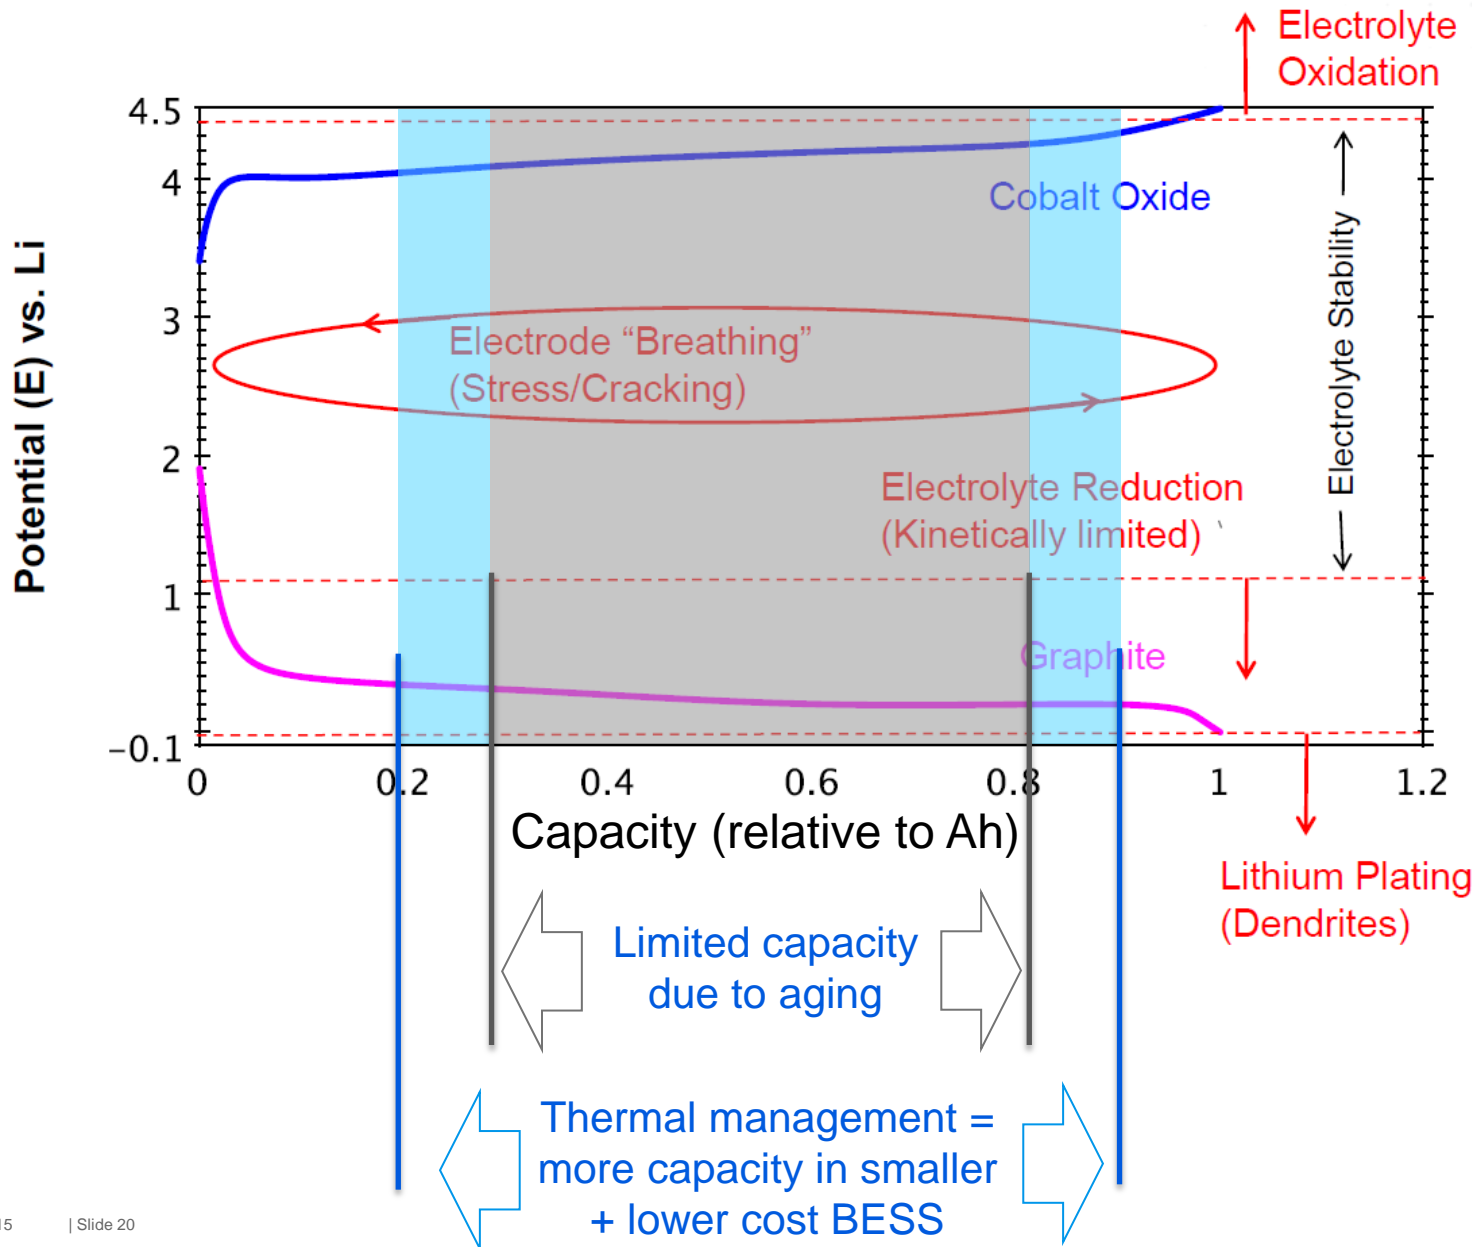 Electrolyte
Oxidation
4.5
4
3
2
1
−0.1
Potential (E) vs. Li
Cobalt Oxide
Electrode “Breathing”
(Stress/Cracking)
Electrolyte Stability
Electrolyte Reduction
(Kinetically limited)
Graphite
0 0.2 0.4 0.6 0.8 1 1.2
Capacity (relative to Ah)
Lithium Plating
(Dendrites)
Limited capacity
due to aging
Thermal management =
more capacity in smaller
+ lower cost BESS
15 | Slide 20